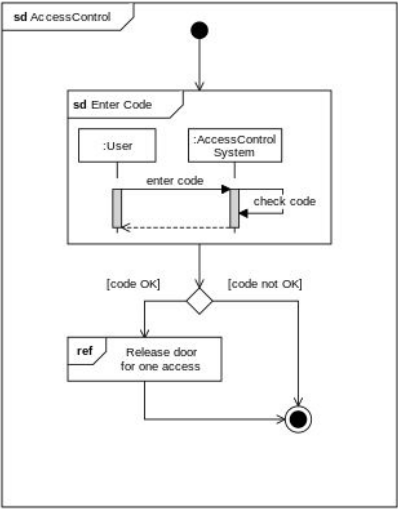 sd AccessControl
sd Enter Code
:User
:AccessControl
System
enter code
check code
[code OK]
[code not OK]
ref
Release door
for one access